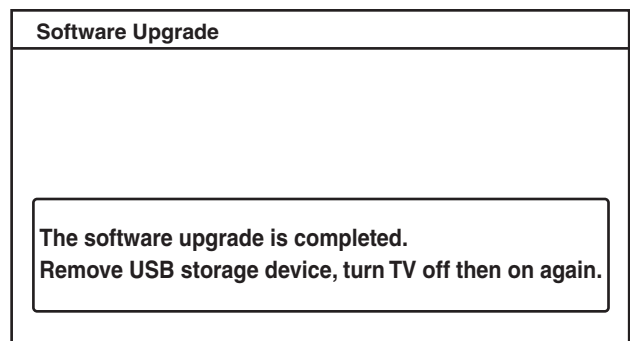 Software Upgrade
The software upgrade is completed.
Remove USB storage device, turn TV off then on again.